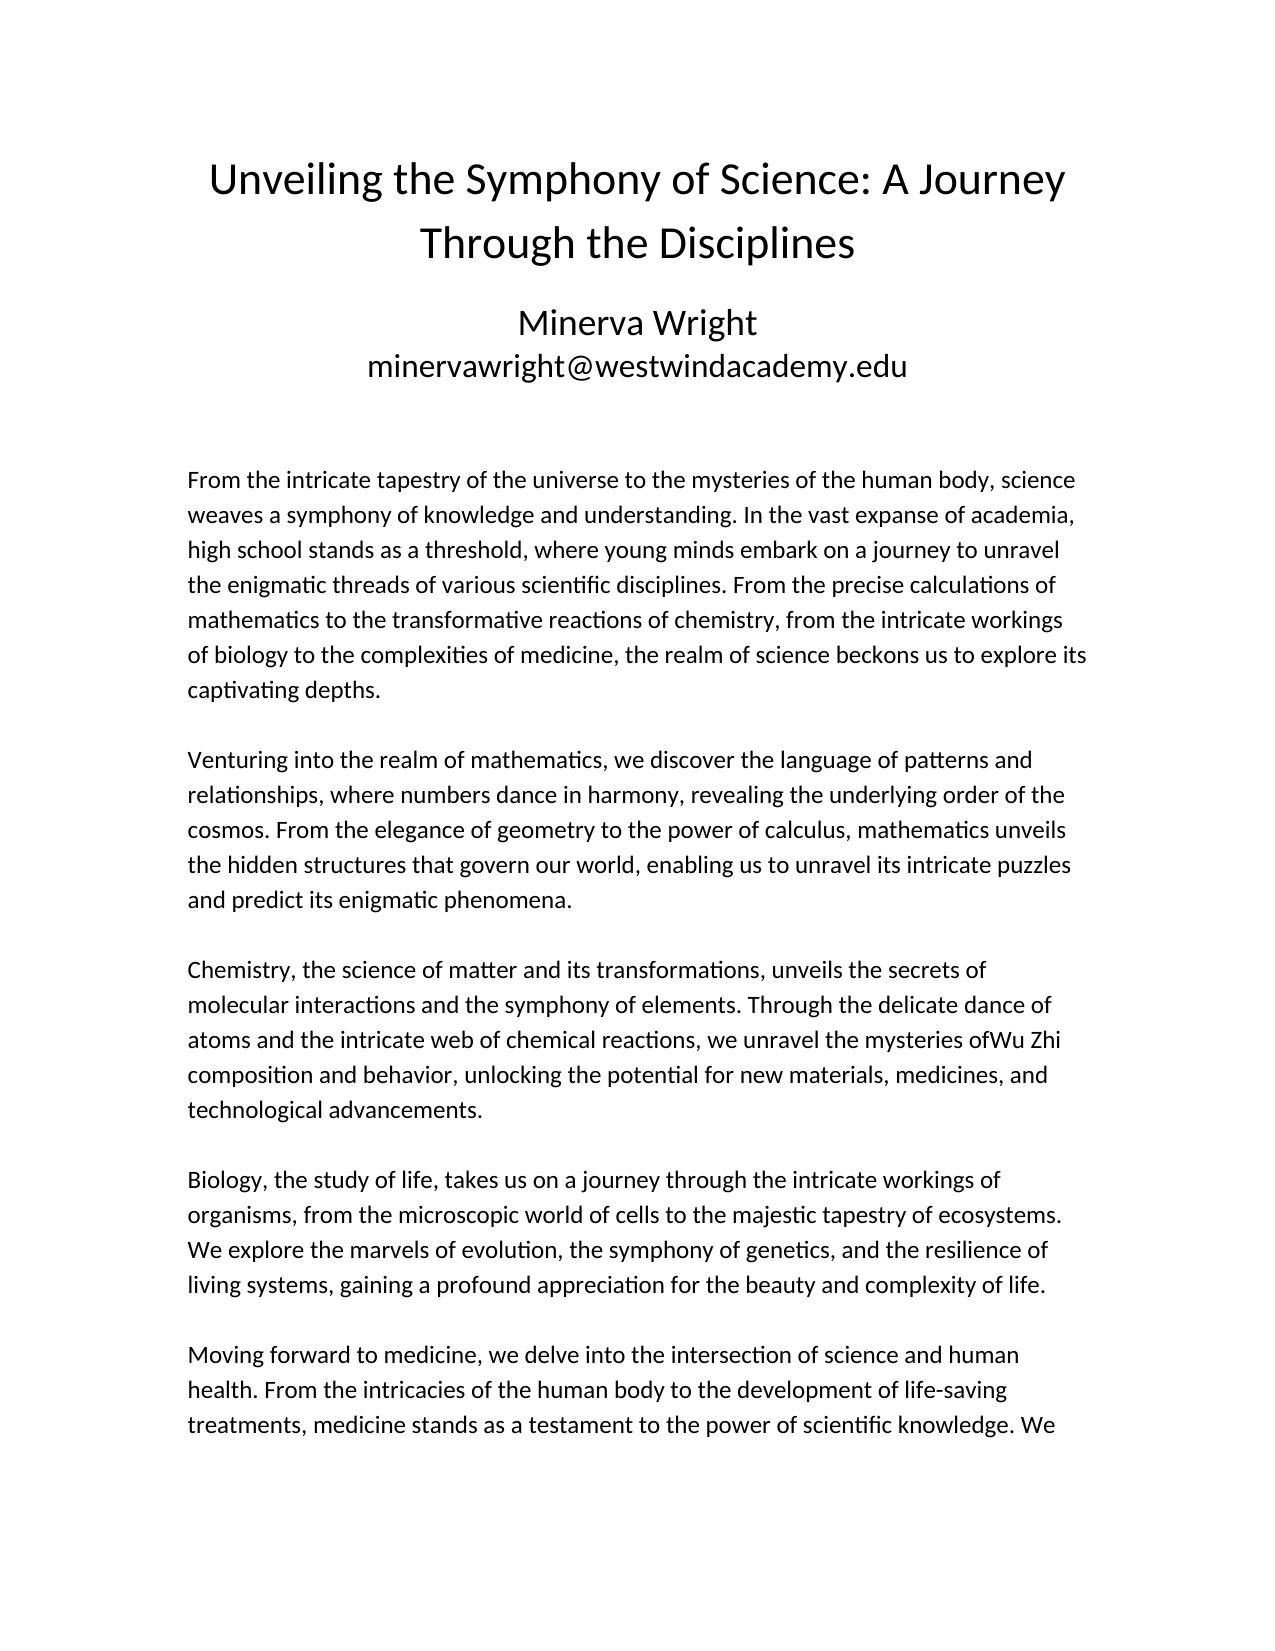 Unveiling the Symphony of Science: A Journey
Through the Disciplines
Minerva Wright
minervawright@westwindacademy.edu
From the intricate tapestry of the universe to the mysteries of the human body, science
weaves a symphony of knowledge and understanding. In the vast expanse of academia,
high school stands as a threshold, where young minds embark on a journey to unravel
the enigmatic threads of various scientific disciplines. From the precise calculations of
mathematics to the transformative reactions of chemistry, from the intricate workings
of biology to the complexities of medicine, the realm of science beckons us to explore its
captivating depths.
Venturing into the realm of mathematics, we discover the language of patterns and
relationships, where numbers dance in harmony, revealing the underlying order of the
cosmos. From the elegance of geometry to the power of calculus, mathematics unveils
the hidden structures that govern our world, enabling us to unravel its intricate puzzles
and predict its enigmatic phenomena.
Chemistry, the science of matter and its transformations, unveils the secrets of
molecular interactions and the symphony of elements. Through the delicate dance of
atoms and the intricate web of chemical reactions, we unravel the mysteries ofWu Zhi
composition and behavior, unlocking the potential for new materials, medicines, and
technological advancements.
Biology, the study of life, takes us on a journey through the intricate workings of
organisms, from the microscopic world of cells to the majestic tapestry of ecosystems.
We explore the marvels of evolution, the symphony of genetics, and the resilience of
living systems, gaining a profound appreciation for the beauty and complexity of life.
Moving forward to medicine, we delve into the intersection of science and human
health. From the intricacies of the human body to the development of life-saving
treatments, medicine stands as a testament to the power of scientific knowledge. We